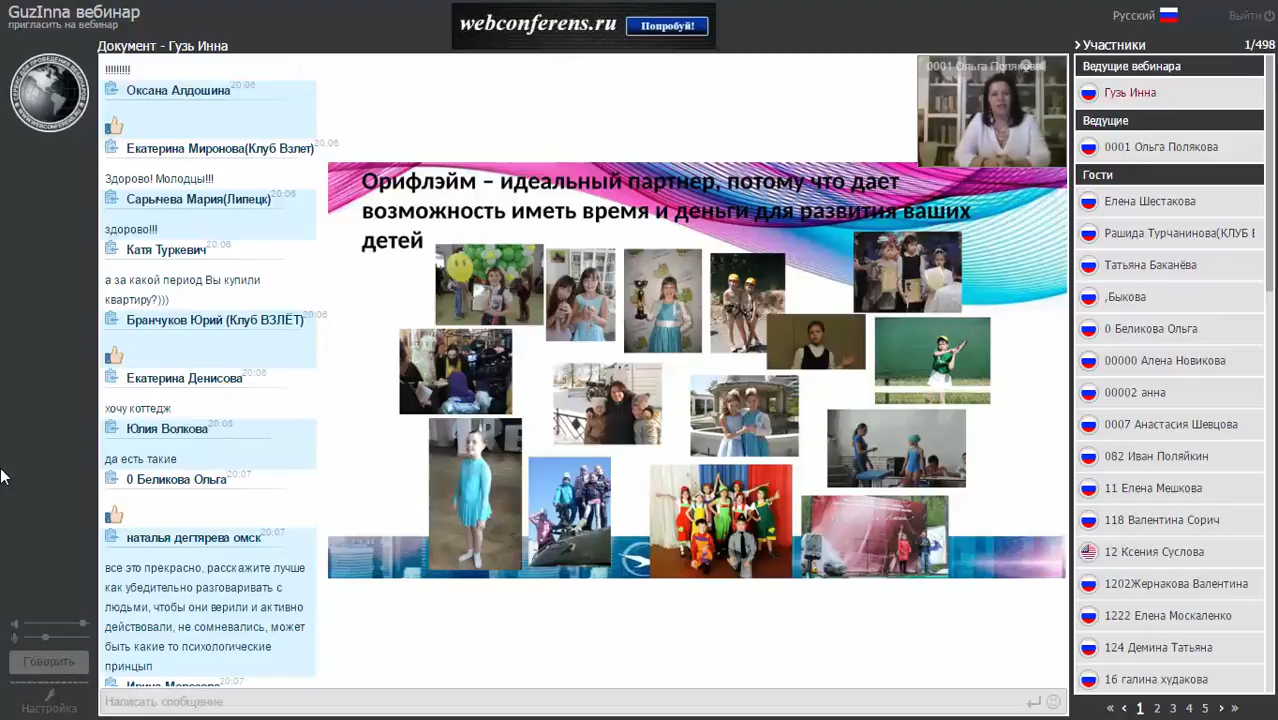 GuzInna вебинар
пригласить на вебинар
webconferens.ru
Попробуй!
Русский
Выйти
Документ - Гузь Инна
!!!!!!!!
Оксана Алдошина
20:06
Екатерина Миронова(Клуб Взлет)
20:06
Здорово! Молодцы!!!
Сарычева Мария(Липецк)
20:06
здорово!!!
Катя Туркевич
20:06
а за какой период Вы купили
квартиру?)))
Бранчуков Юрий (Клуб ВЗЛЁТ)
20:06
Екатерина Денисова
20:06
хочу коттедж
Юлия Волкова
20:06
да есть такие
0 Беликова Ольга
20:07
наталья дегтярева омск
20:07
все это прекрасно, расскажите лучше
как убедительно разговаривать с
людьми, чтобы они верили и активно
действовали, не сомневались, может
быть какие то психологические
принцып
Ирина Морозова
20:07
Написать сообщение
Говорить
Настройка
0001 Ольга Полякова
Орифлэйм – идеальный партнер, потому что дает
возможность иметь время и деньги для развития ваших
детей
Участники
1/498
Ведущие вебинара
Гузь Инна
Ведущие
0001 Ольга Полякова
Гости
Елена Шестакова
Рашида Турчанинова(КЛУБ
Татьяна Баканёва
,Быкова
0 Беликова Ольга
00000 Алена Новикова
00002 анна
0007 Анастасия Шевцова
082 Иван Поляйкин
11 Елена Мешкова
118 Валентина Сорич
12 Ксения Суслова
1202Жернакова Валентина
1222 Елена Москаленко
124 Демина Татьяна
16 галина худакова
« ‹ 1 2 3 4 5 › »